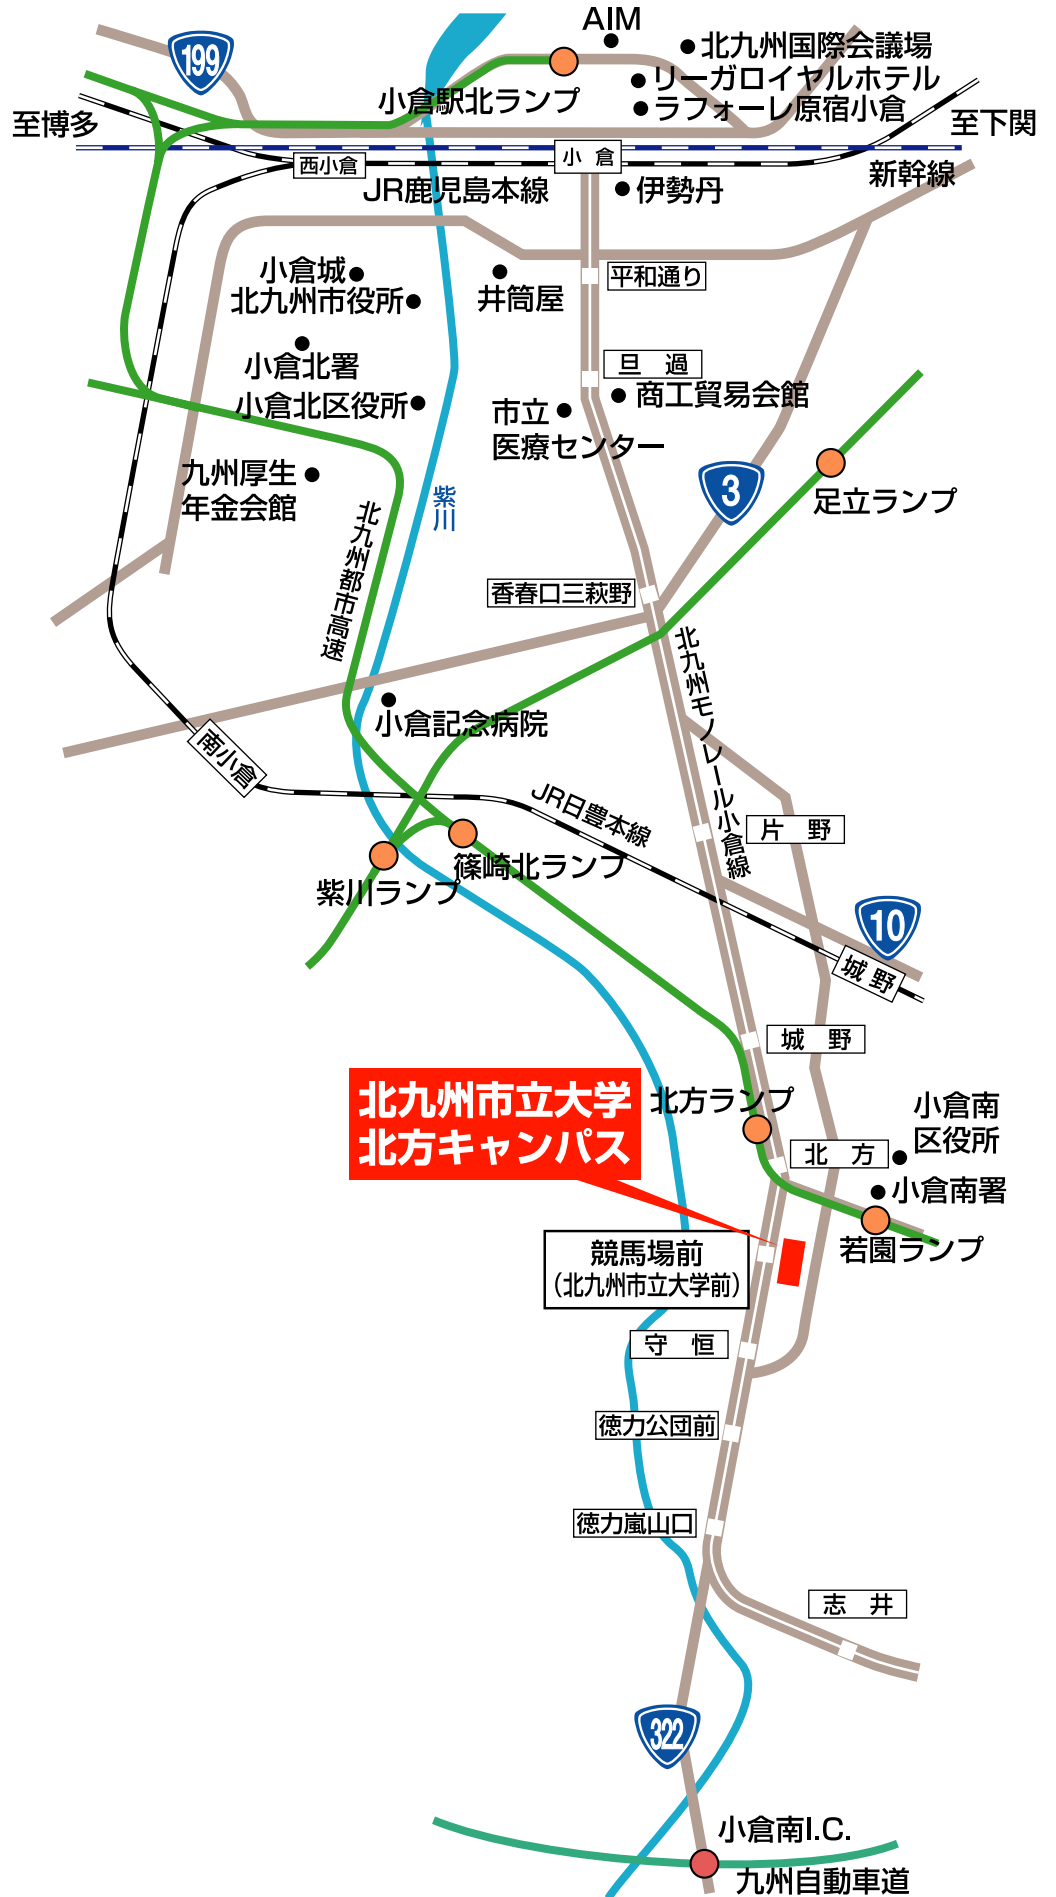 AIM
199
北九州国際会議場
リーガロイヤルホテル
小倉駅北ランプ
ラフォーレ原宿小倉
至博多
至下関
西小倉
小 倉
新幹線
JR鹿児島本線
伊勢丹
小倉城
平和通り
北九州市役所
井筒屋
小倉北署
旦 過
小倉北区役所
商工貿易会館
市立
医療センター
九州厚生
年金会館
紫川
3
足立ランプ
北九州都市高速
香春口三萩野
北九州モノレール小倉線
小倉記念病院
南小倉
JR日豊本線
片 野
篠崎北ランプ
紫川ランプ
10
城野
城 野
北九州市立大学
北方キャンパス
北方ランプ
小倉南
区役所
北 方
小倉南署
競馬場前
（北九州市立大学前）
若園ランプ
守 恒
徳力公団前
徳力嵐山口
志 井
322
小倉南I.C.
九州自動車道